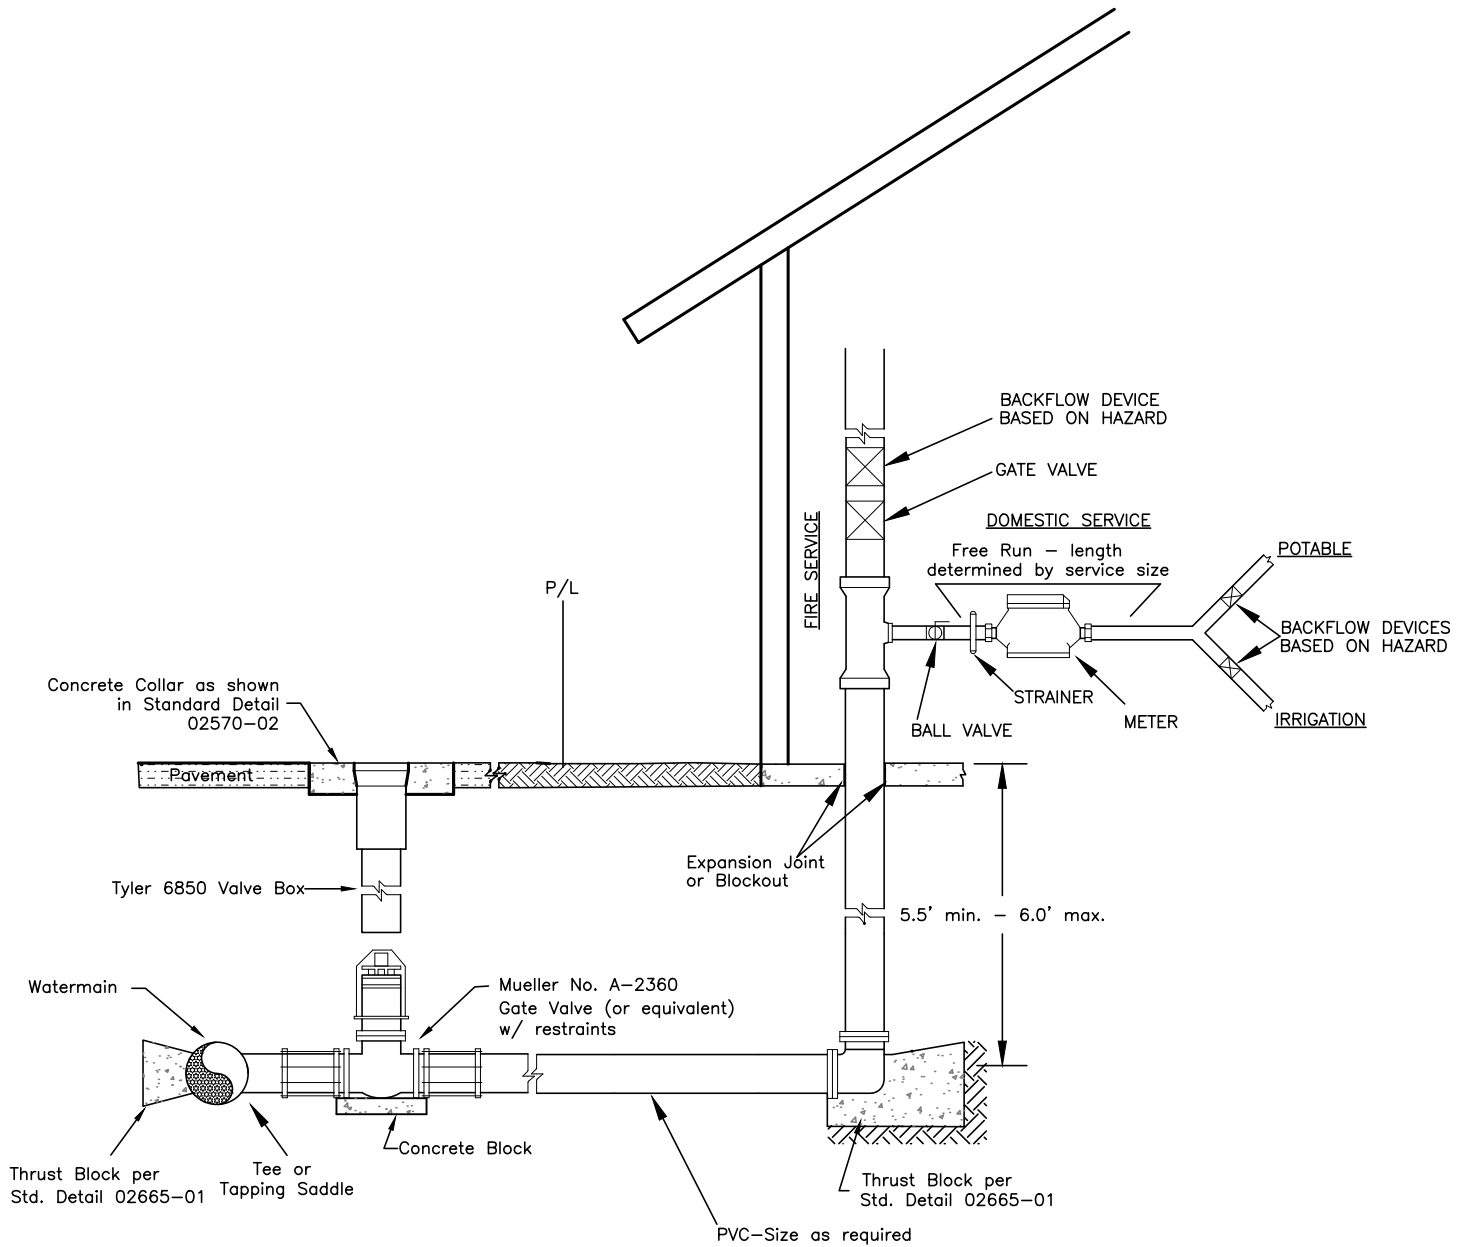 BACKFLOW DEVICE
BASED ON HAZARD
GATE VALVE
DOMESTIC SERVICE
FIRE SERVICE
Free Run – length
determined by service size
POTABLE
P/L
BACKFLOW DEVICES
BASED ON HAZARD
STRAINER
METER
BALL VALVE
IRRIGATION
Concrete Collar as shown
in Standard Detail
02570–02
Pavement
Expansion Joint
or Blockout
Tyler 6850 Valve Box
5.5' min. – 6.0' max.
Watermain
Mueller No. A–2360
Gate Valve (or equivalent)
w/ restraints
Concrete Block
Thrust Block per
Std. Detail 02665–01
Tee or
Tapping Saddle
Thrust Block per
Std. Detail 02665–01
PVC–Size as required